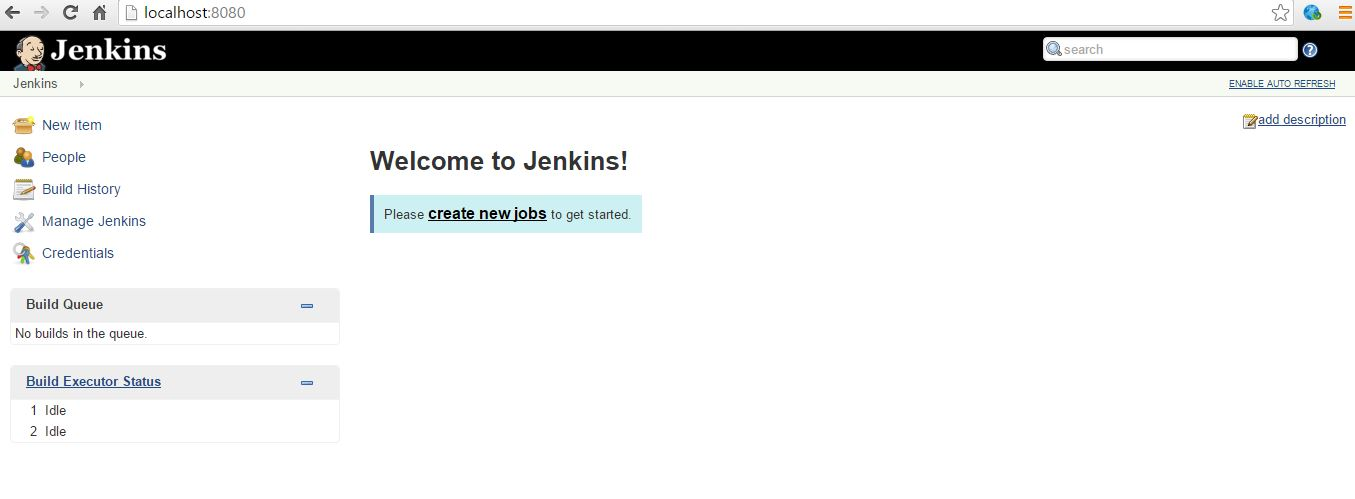 localhost:8080
Jenkins
search
Jenkins
ENABLE AUTO REFRESH
New Item
People
Build History
Manage Jenkins
Credentials
add description
Welcome to Jenkins!
Please create new jobs to get started.
Build Queue
No builds in the queue.
Build Executor Status
1 Idle
2 Idle